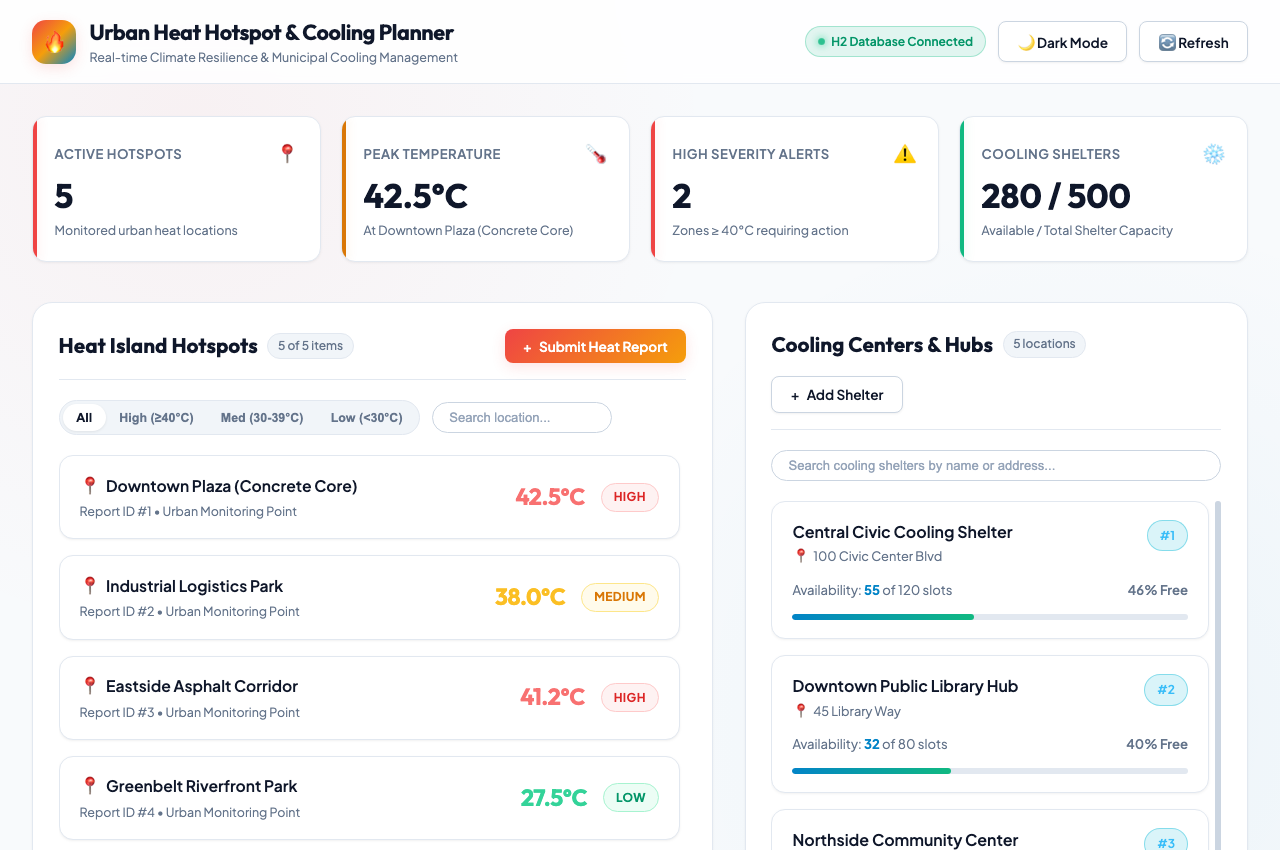 Urban Heat Hotspot & Cooling Planner
Real-time Climate Resilience & Municipal Cooling Management
H2 Database Connected
Dark Mode
Refresh
ACTIVE HOTSPOTS
5
Monitored urban heat locations
PEAK TEMPERATURE
42.5°C
At Downtown Plaza (Concrete Core)
HIGH SEVERITY ALERTS
2
Zones ≥ 40°C requiring action
COOLING SHELTERS
280 / 500
Available / Total Shelter Capacity
Heat Island Hotspots
5 of 5 items
+ Submit Heat Report
All
High (≥40°C)
Med (30-39°C)
Low (<30°C)
Search location...
Downtown Plaza (Concrete Core)
Report ID #1 • Urban Monitoring Point
42.5°C
HIGH
Industrial Logistics Park
Report ID #2 • Urban Monitoring Point
38.0°C
MEDIUM
Eastside Asphalt Corridor
Report ID #3 • Urban Monitoring Point
41.2°C
HIGH
Greenbelt Riverfront Park
Report ID #4 • Urban Monitoring Point
27.5°C
LOW
Cooling Centers & Hubs
5 locations
+ Add Shelter
Search cooling shelters by name or address...
Central Civic Cooling Shelter
#1
100 Civic Center Blvd
Availability: 55 of 120 slots
46% Free
Downtown Public Library Hub
#2
45 Library Way
Availability: 32 of 80 slots
40% Free
Northside Community Center
#3